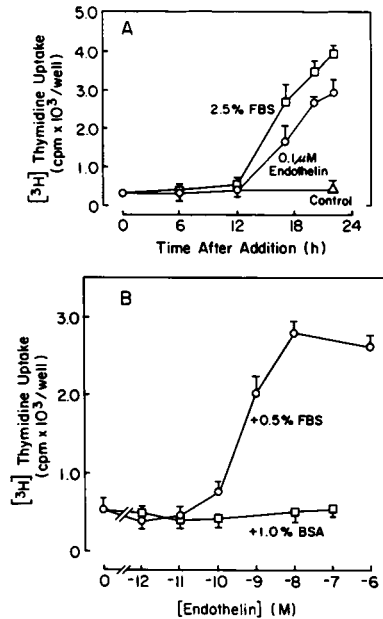 A
[³H] Thymidine Uptake
(cpm x 10³/well)
5.0
4.0
3.0
2.0
1.0
0
2.5% FBS
0.1μM
Endothelin
Control
0 6 12 18 24
Time After Addition (h)
B
[³H] Thymidine Uptake
(cpm x 10³/well)
3.0
2.0
1.0
0
+0.5% FBS
+1.0% BSA
0 -12 -11 -10 -9 -8 -7 -6
[Endothelin] (M)